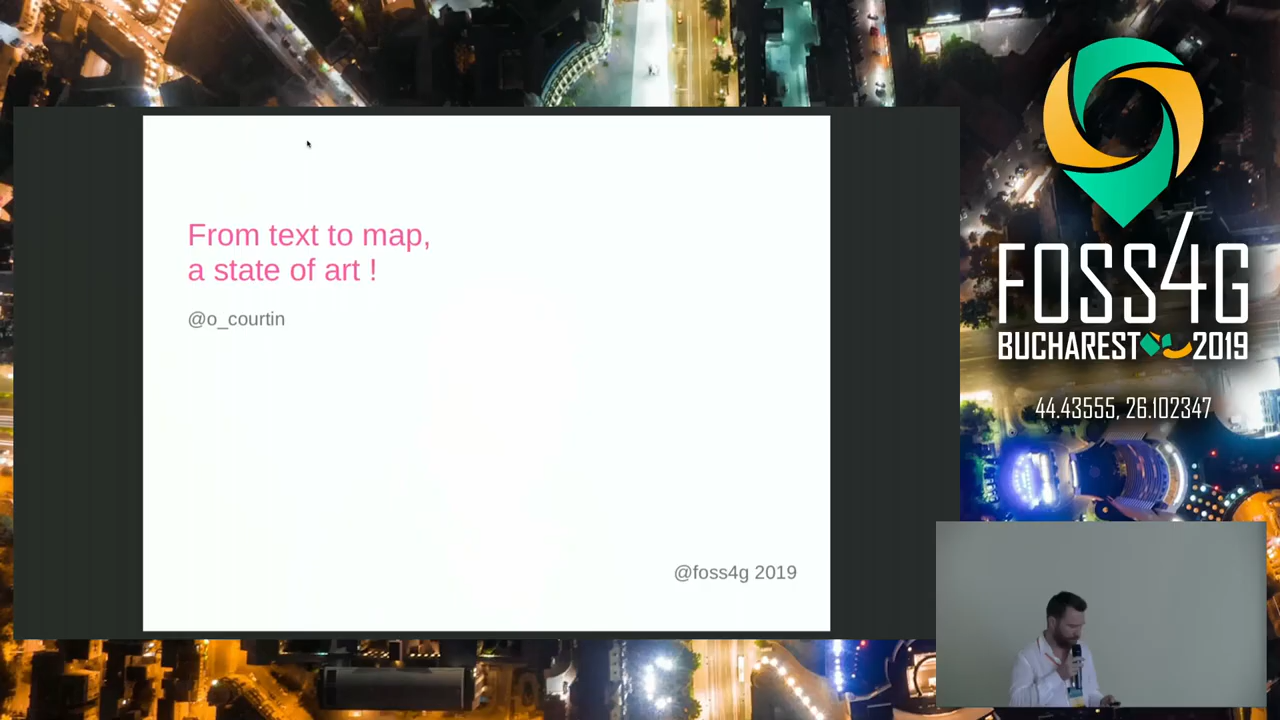 From text to map,
a state of art !
@o_courtin
@foss4g 2019
FOSS4G
BUCHAREST 2019
44.43555, 26.102347